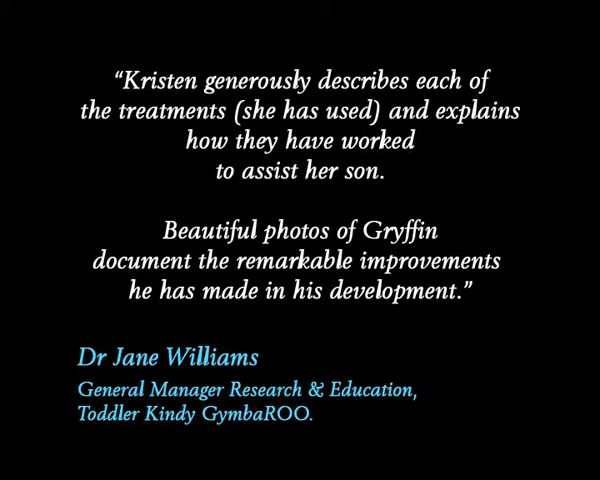 “Kristen generously describes each of
the treatments (she has used) and explains
how they have worked
to assist her son.
Beautiful photos of Gryffin
document the remarkable improvements
he has made in his development.”
Dr Jane Williams
General Manager Research & Education,
Toddler Kindy GymbaROO.